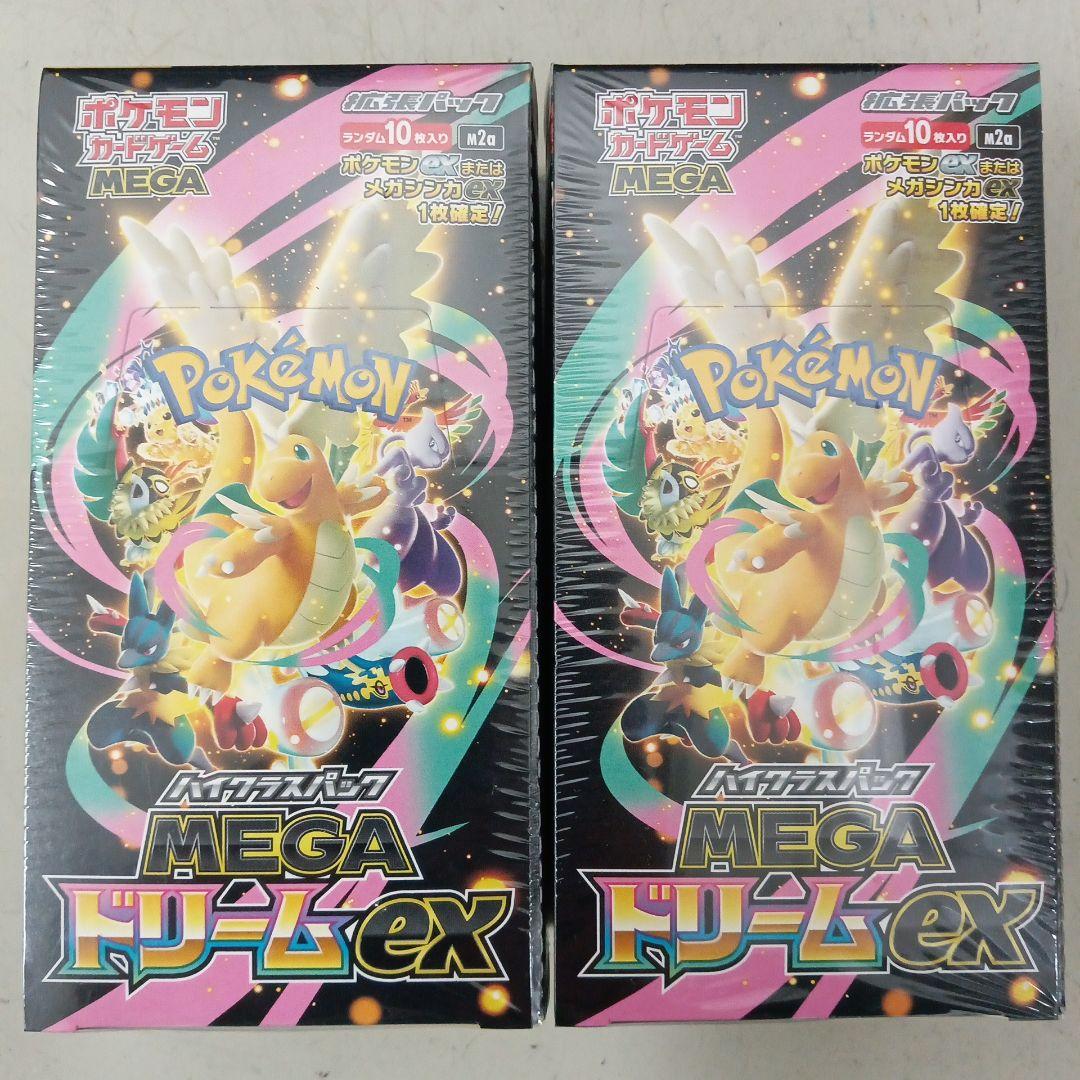 ポケモン
カードゲーム
MEGA
拡張パック
ランダム10枚入り M2a
ポケモンexまたは
メガシンカex
1枚確定!
POKéMON
ハイクラスパック
MEGA
ドリームex
ポケモン
カードゲーム
MEGA
拡張パック
ランダム10枚入り M2a
ポケモンexまたは
メガシンカex
1枚確定!
POKéMON
ハイクラスパック
MEGA
ドリームex